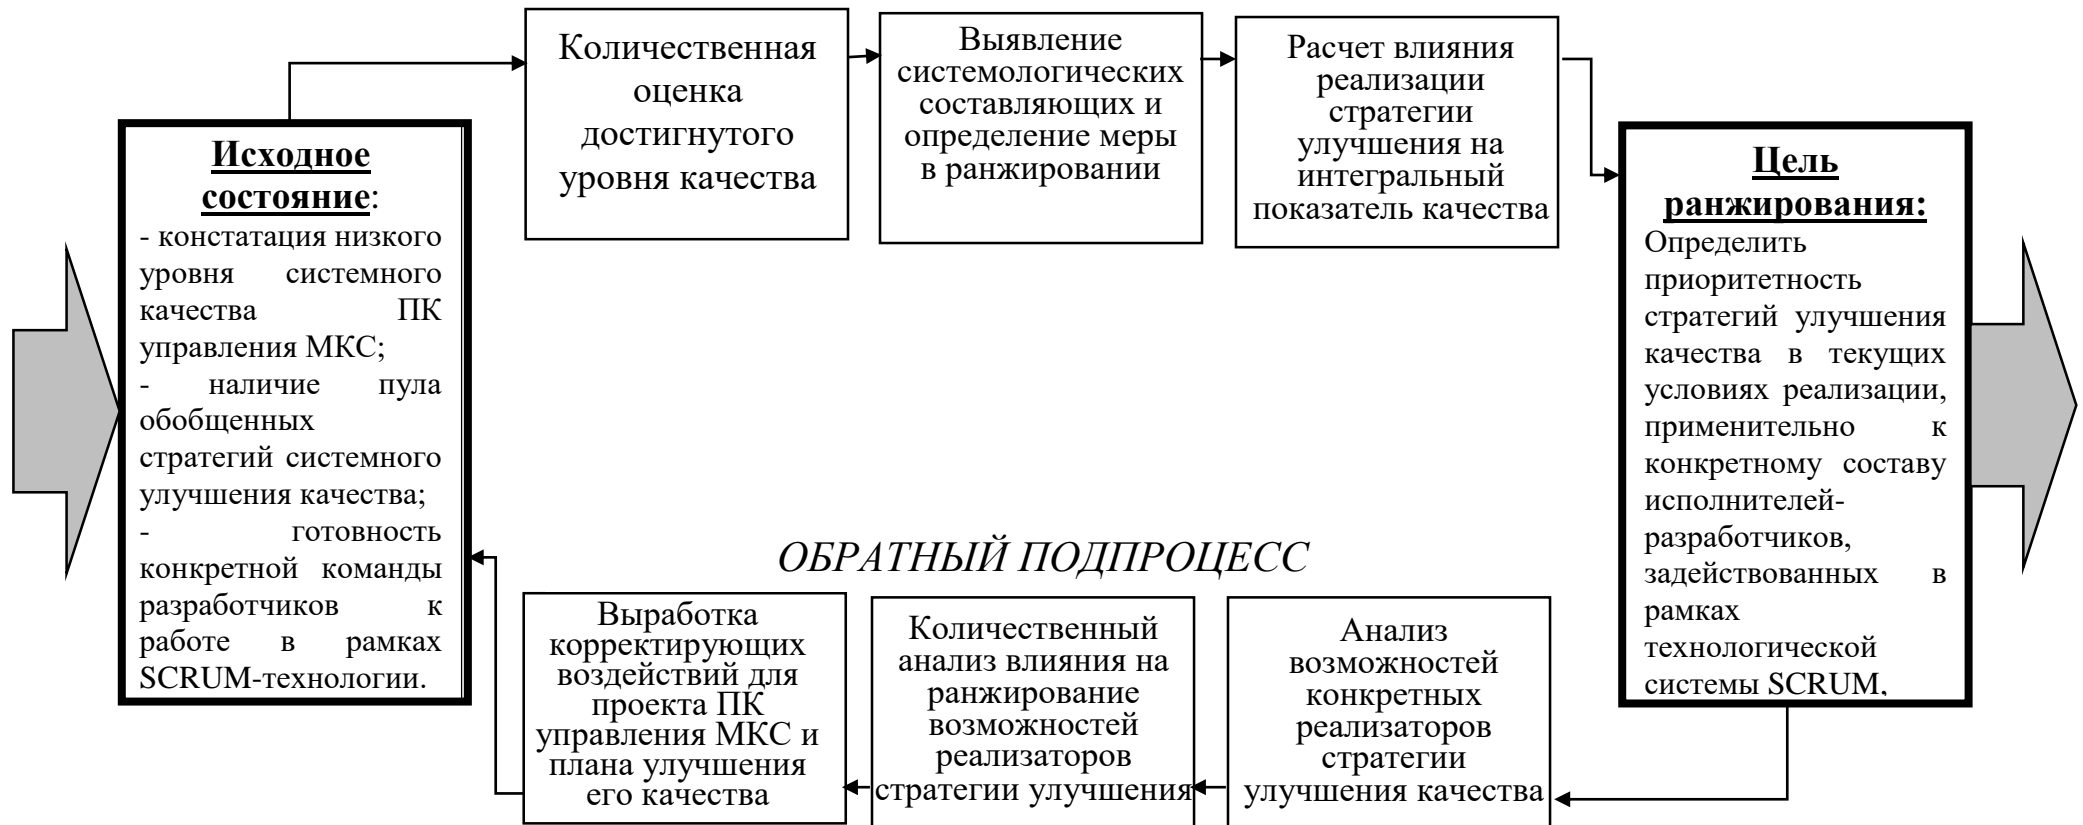 Количественная
оценка
достигнутого
уровня качества
Выявление
системологических
составляющих и
определение меры
в ранжировании
Расчет влияния
реализации
стратегии
улучшения на
интегральный
показатель качества
Исходное
состояние:
- констатация низкого
уровня системного
качества ПК
управления МКС;
- наличие пула
обобщенных
стратегий системного
улучшения качества;
- готовность
конкретной команды
разработчиков к
работе в рамках
SCRUM-технологии.
Цель
ранжирования:
Определить
приоритетность
стратегий улучшения
качества в текущих
условиях реализации,
применительно к
конкретному составу
исполнителей-
разработчиков,
задействованных в
рамках
технологической
системы SCRUM,
ОБРАТНЫЙ ПОДПРОЦЕСС
Выработка
корректирующих
воздействий для
проекта ПК
управления МКС и
плана улучшения
его качества
Количественный
анализ влияния на
ранжирование
возможностей
реализаторов
стратегии улучшения
Анализ
возможностей
конкретных
реализаторов
стратегии
улучшения качества